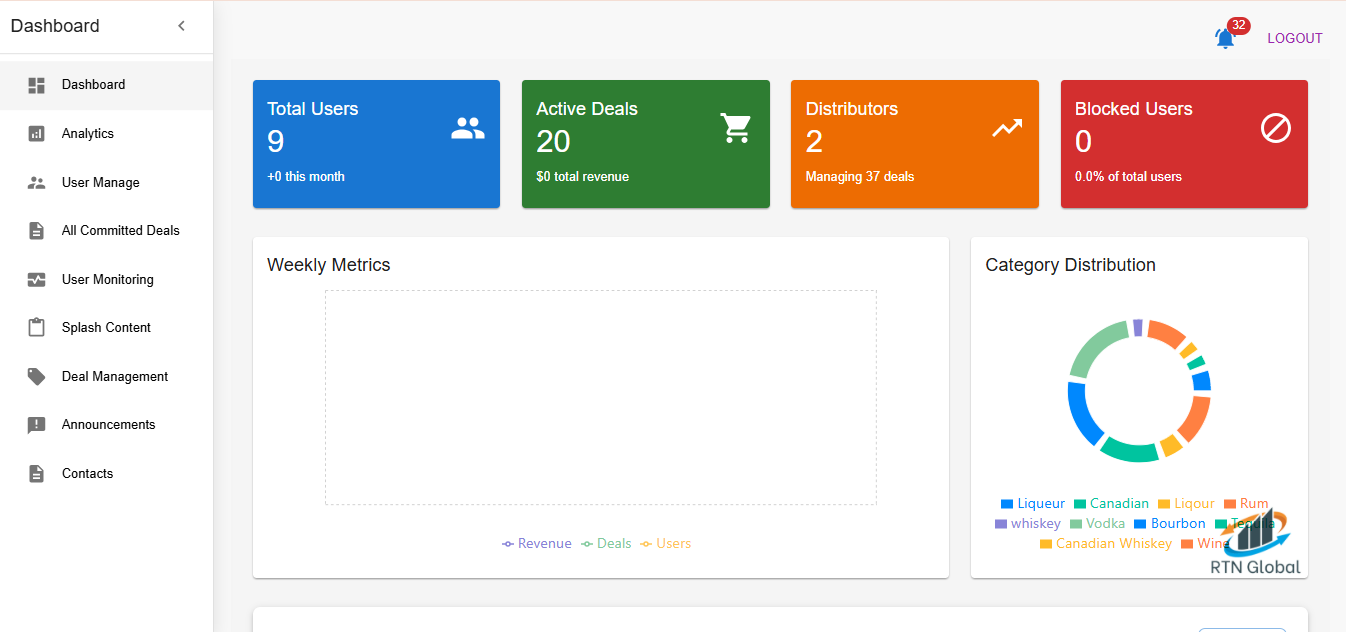 Dashboard
32
LOGOUT
Dashboard
Analytics
User Manage
All Committed Deals
User Monitoring
Splash Content
Deal Management
Announcements
Contacts
Total Users
9
+0 this month
Active Deals
20
$0 total revenue
Distributors
2
Managing 37 deals
Blocked Users
0
0.0% of total users
Weekly Metrics
Revenue Deals Users
Category Distribution
Liqueur Canadian Liqour Rum
whiskey Vodka Bourbon Tequila
Canadian Whiskey Wine
RTN Global